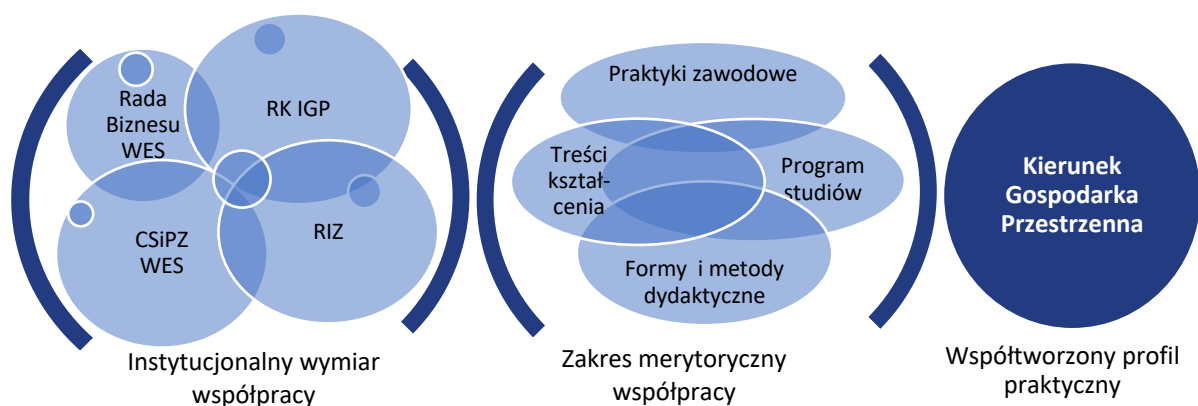 Rada
Biznesu
WES
RK IGP
CSiPZ
WES
RIZ
Instytucjonalny wymiar
współpracy
Praktyki zawodowe
Treści
kształ-
cenia
Program
studiów
Formy i metody
dydaktyczne
Zakres merytoryczny
współpracy
Kierunek
Gospodarka
Przestrzenna
Współtworzony profil
praktyczny